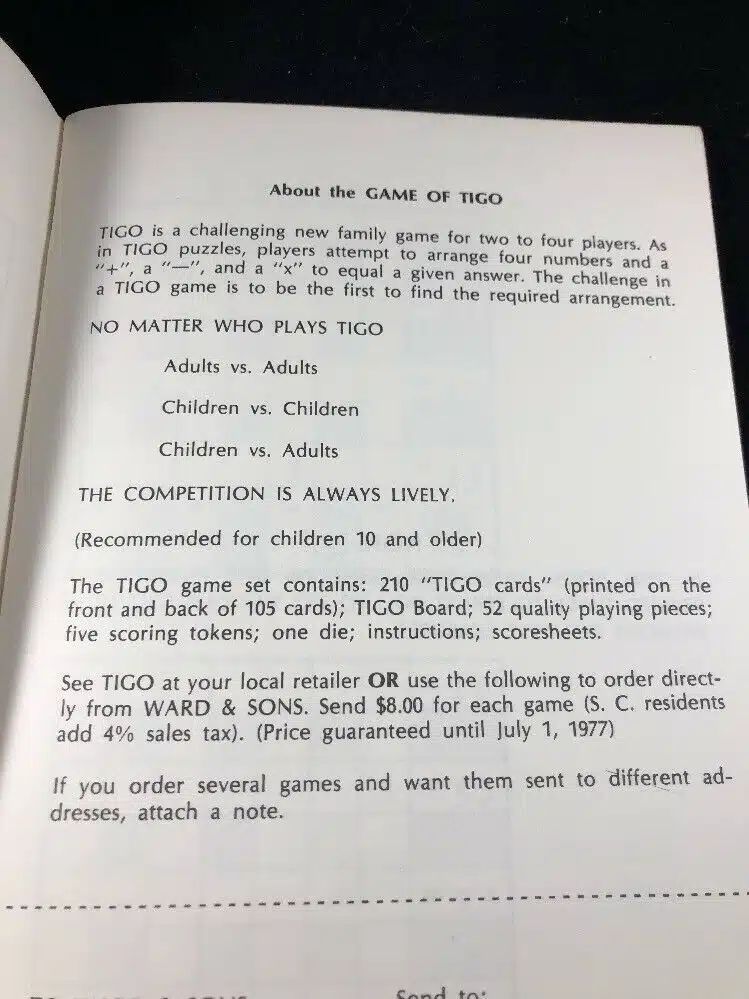 About the GAME OF TIGO
TIGO is a challenging new family game for two to four players. As
in TIGO puzzles, players attempt to arrange four numbers and a
"+", a "—", and a "x" to equal a given answer. The challenge in
a TIGO game is to be the first to find the required arrangement.
NO MATTER WHO PLAYS TIGO
Adults vs. Adults
Children vs. Children
Children vs. Adults
THE COMPETITION IS ALWAYS LIVELY.
(Recommended for children 10 and older)
The TIGO game set contains: 210 "TIGO cards" (printed on the
front and back of 105 cards); TIGO Board; 52 quality playing pieces;
five scoring tokens; one die; instructions; scoresheets.
See TIGO at your local retailer OR use the following to order direct-
ly from WARD & SONS. Send $8.00 for each game (S. C. residents
add 4% sales tax). (Price guaranteed until July 1, 1977)
If you order several games and want them sent to different ad-
dresses, attach a note.
Send to: